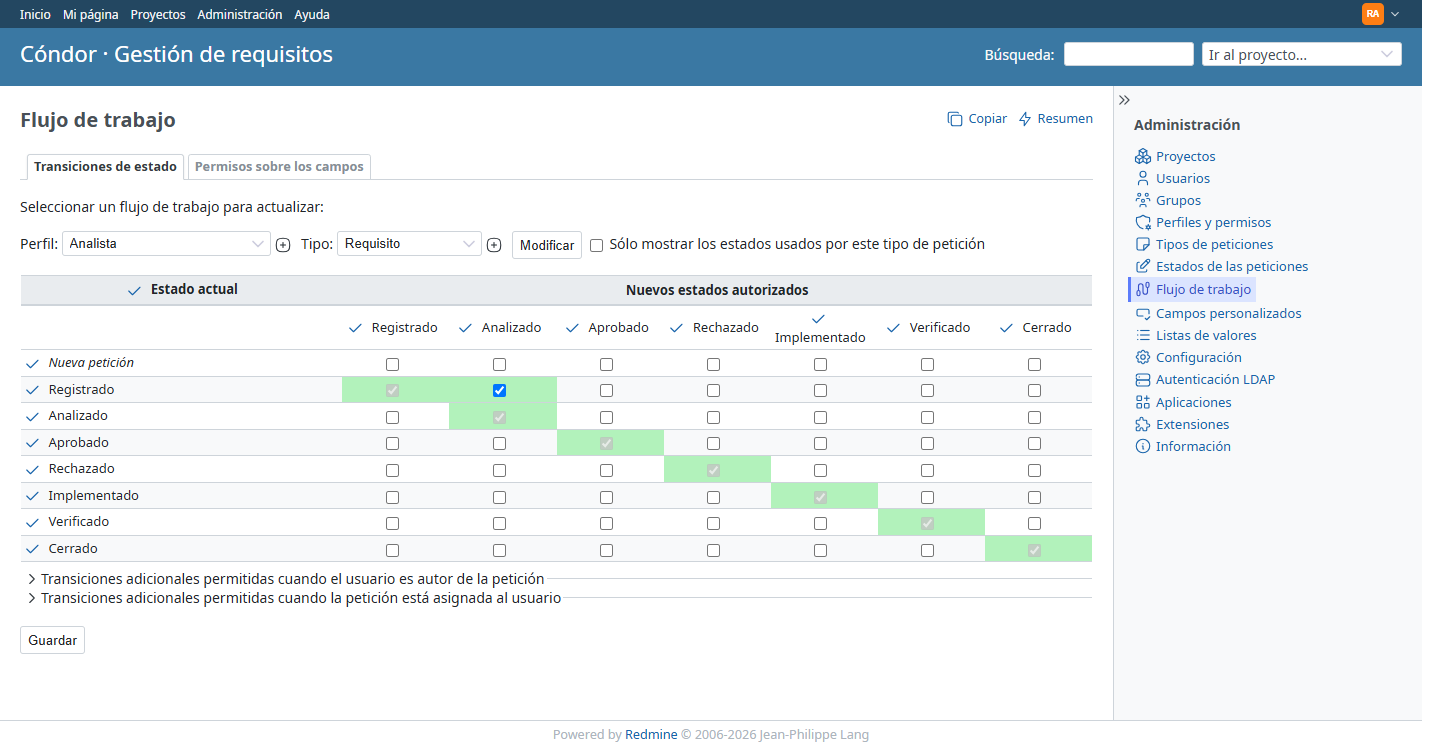 Inicio Mi página Proyectos Administración Ayuda RA
Cóndor · Gestión de requisitos Búsqueda: Ir al proyecto...
Flujo de trabajo Copiar Resumen
Transiciones de estado Permisos sobre los campos
Seleccionar un flujo de trabajo para actualizar:
Perfil: Analista Tipo: Requisito Modificar Sólo mostrar los estados usados por este tipo de petición
Estado actual Nuevos estados autorizados
Registrado Analizado Aprobado Rechazado Implementado Verificado Cerrado
Nueva petición
Registrado
Analizado
Aprobado
Rechazado
Implementado
Verificado
Cerrado
Transiciones adicionales permitidas cuando el usuario es autor de la petición
Transiciones adicionales permitidas cuando la petición está asignada al usuario
Guardar
Administración
Proyectos
Usuarios
Grupos
Perfiles y permisos
Tipos de peticiones
Estados de las peticiones
Flujo de trabajo
Campos personalizados
Listas de valores
Configuración
Autenticación LDAP
Aplicaciones
Extensiones
Información
Powered by Redmine © 2006-2026 Jean-Philippe Lang